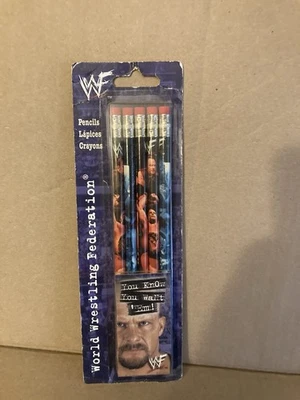 WF
Pencils
Lápices
Crayons
World Wrestling Federation®
You Know
You Want
'Em!
WF